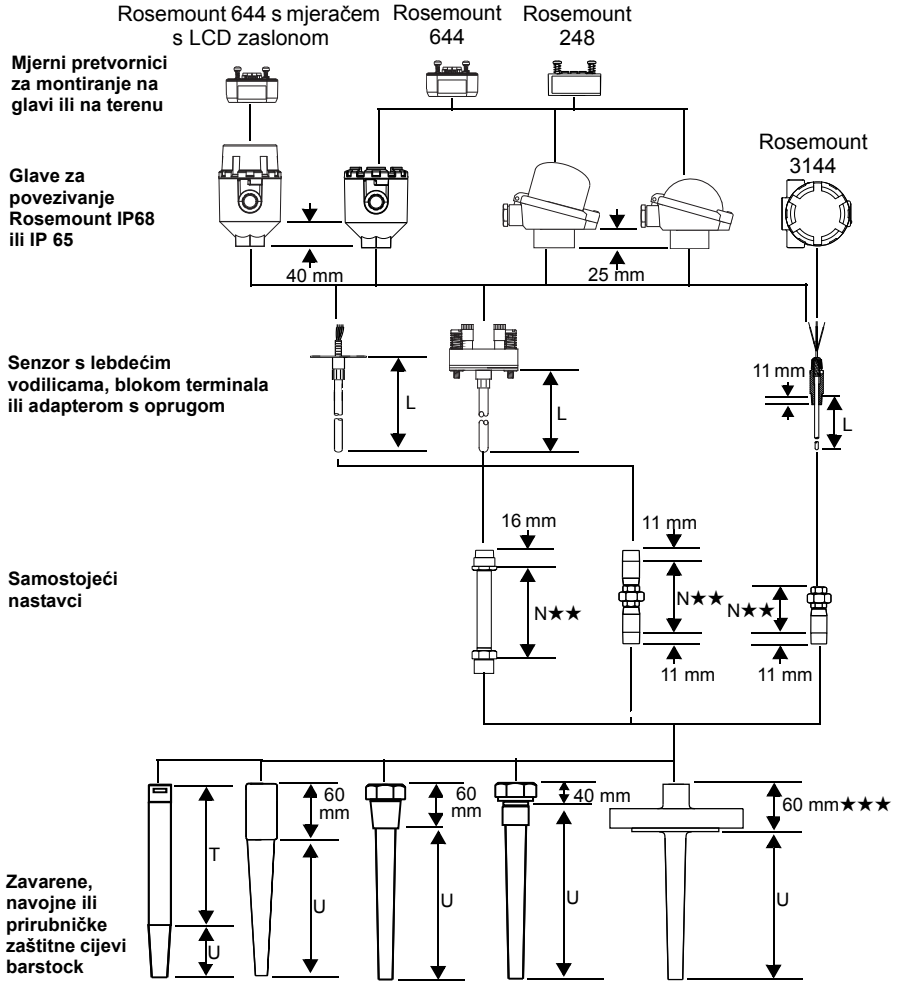 Rosemount 644 s mjeračem
s LCD zaslonom
Rosemount
644
Rosemount
248
Mjerni pretvornici
za montiranje na
glavi ili na terenu
Rosemount
3144
Glave za
povezivanje
Rosemount IP68
ili IP 65
40 mm
25 mm
Senzor s lebdećim
vodilicama, blokom terminala
ili adapterom s oprugom
L
L
11 mm
L
16 mm
11 mm
Samostojeći
nastavci
N★★
N★★
N★★
11 mm
11 mm
60
mm
60
mm
40 mm
60 mm★★★
T
U
U
U
U
U
Zavarene,
navojne ili
prirubničke
zaštitne cijevi
barstock